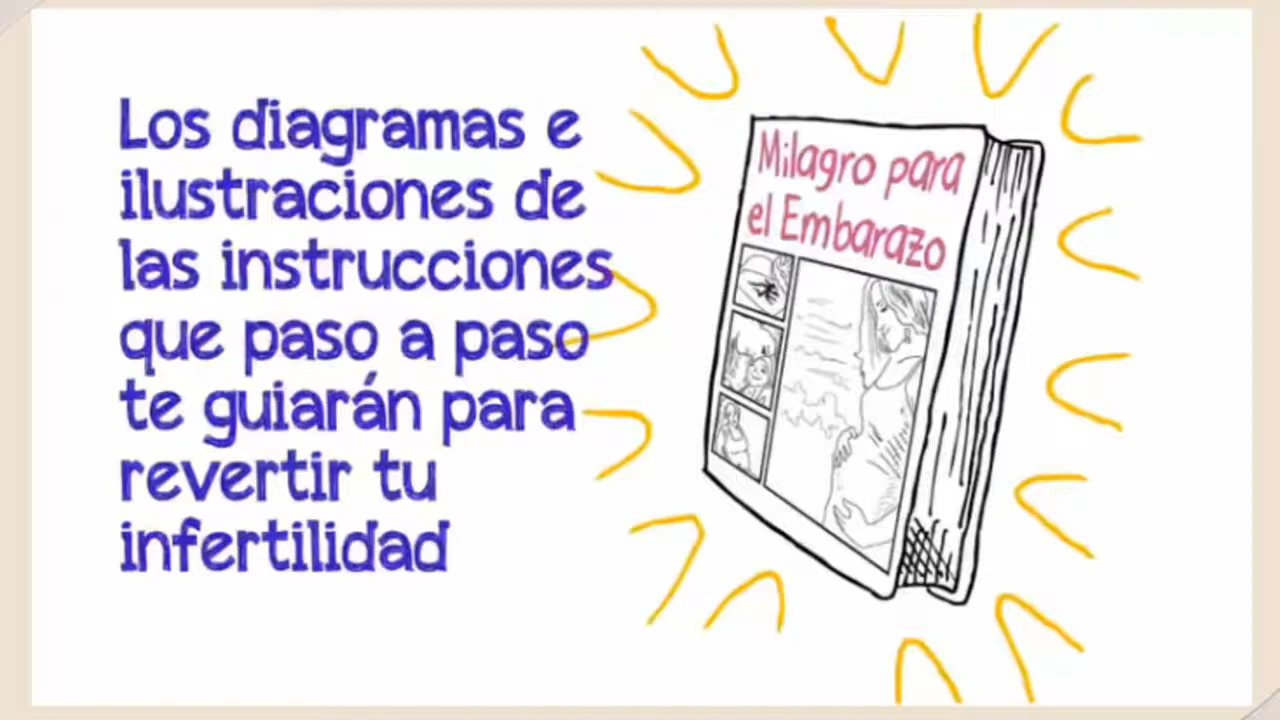 Los diagramas e
ilustraciones de
las instrucciones
que paso a paso
te guiarán para
revertir tu
infertilidad
Milagro para
el Embarazo